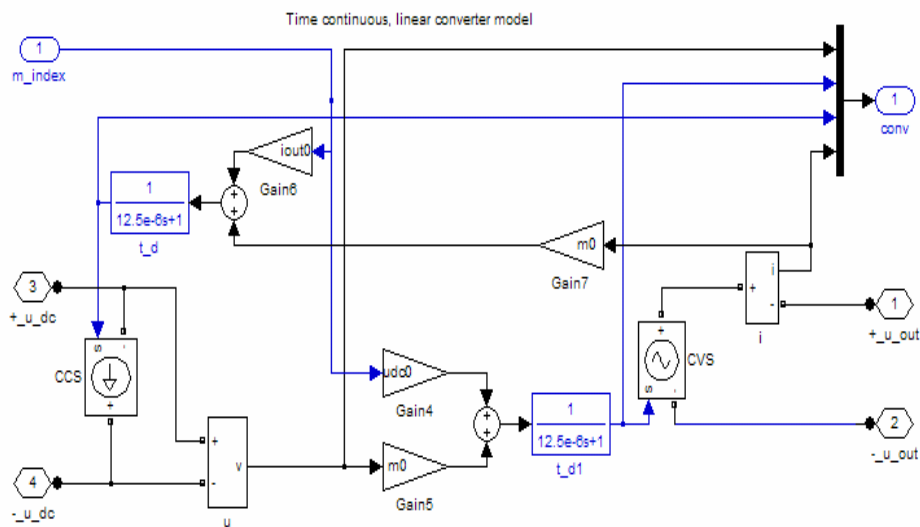 Time continuous, linear converter model
1
m_index
1
conv
iout0
Gain6
+
+
1
12.5e-6s+1
t_d
m0
Gain7
3
+_u_dc
i
+
-
i
1
+_u_out
s
-
+
CCS
+
s
-
CVS
udc0
Gain4
+
+
1
12.5e-6s+1
t_d1
2
-_u_out
+
-
v
u
m0
Gain5
4
-_u_dc